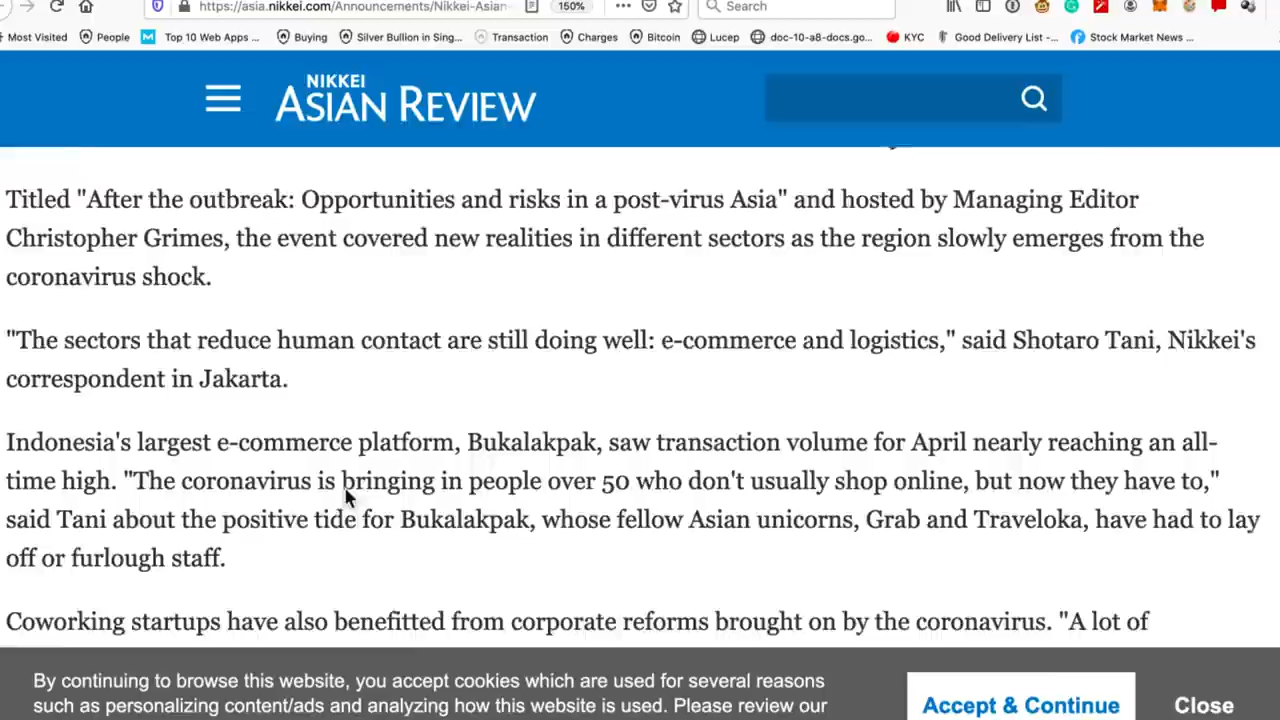 https://asia.nikkei.com/Announcements/Nikkei-Asian
150%
Search
Most Visited People Top 10 Web Apps ... Buying Silver Bullion in Sing... Transaction Charges Bitcoin Lucep doc-10-a8-docs.go... KYC Good Delivery List -... Stock Market News ...
NIKKEI
ASIAN REVIEW
Titled "After the outbreak: Opportunities and risks in a post-virus Asia" and hosted by Managing Editor
Christopher Grimes, the event covered new realities in different sectors as the region slowly emerges from the
coronavirus shock.
"The sectors that reduce human contact are still doing well: e-commerce and logistics," said Shotaro Tani, Nikkei's
correspondent in Jakarta.
Indonesia's largest e-commerce platform, Bukalakpak, saw transaction volume for April nearly reaching an all-
time high. "The coronavirus is bringing in people over 50 who don't usually shop online, but now they have to,"
said Tani about the positive tide for Bukalakpak, whose fellow Asian unicorns, Grab and Traveloka, have had to lay
off or furlough staff.
Coworking startups have also benefitted from corporate reforms brought on by the coronavirus. "A lot of
By continuing to browse this website, you accept cookies which are used for several reasons
such as personalizing content/ads and analyzing how this website is used. Please review our
Accept & Continue
Close